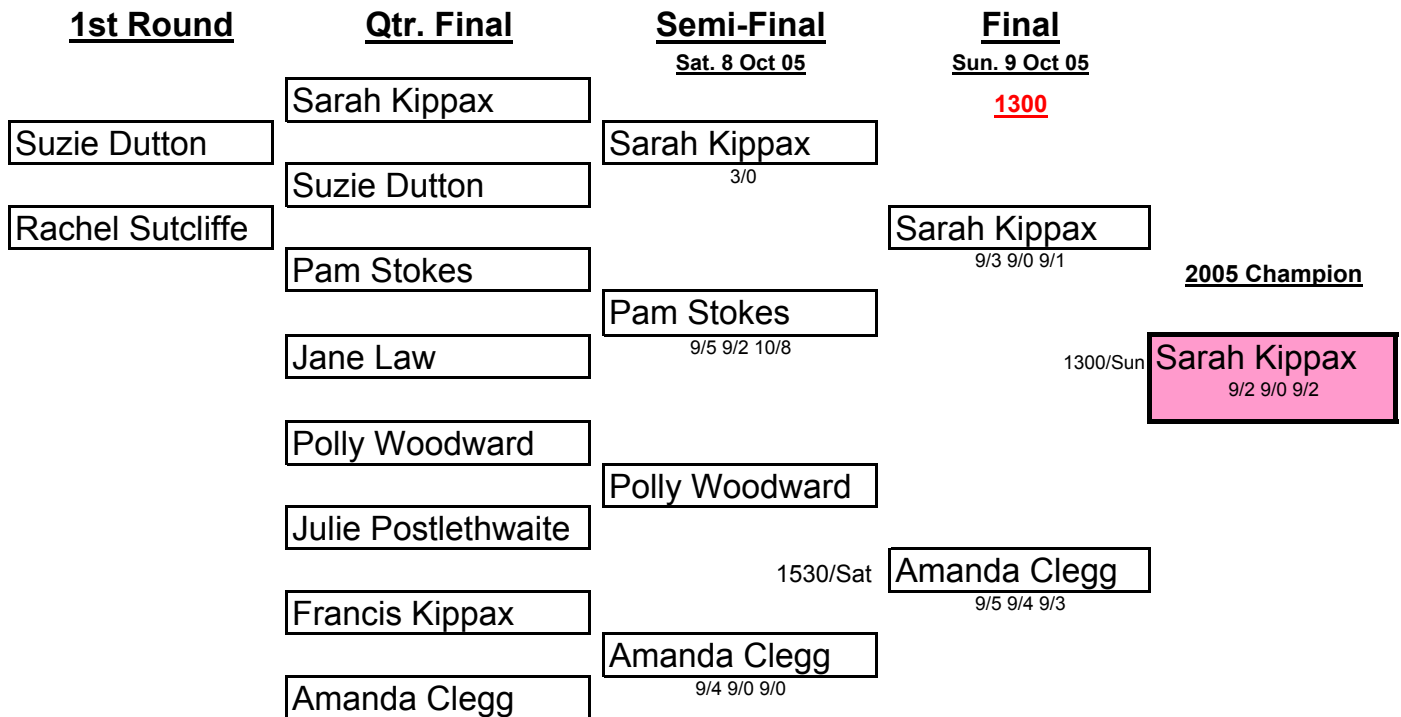 1st Round
Qtr. Final
Semi-Final
Final
Sat. 8 Oct 05
Sun. 9 Oct 05
Sarah Kippax
1300
Suzie Dutton
Sarah Kippax
3/0
Suzie Dutton
Rachel Sutcliffe
Sarah Kippax
9/3 9/0 9/1
Pam Stokes
2005 Champion
Pam Stokes
9/5 9/2 10/8
Jane Law
1300/Sun
Sarah Kippax
9/2 9/0 9/2
Polly Woodward
Polly Woodward
Julie Postlethwaite
1530/Sat
Amanda Clegg
9/5 9/4 9/3
Francis Kippax
Amanda Clegg
9/4 9/0 9/0
Amanda Clegg